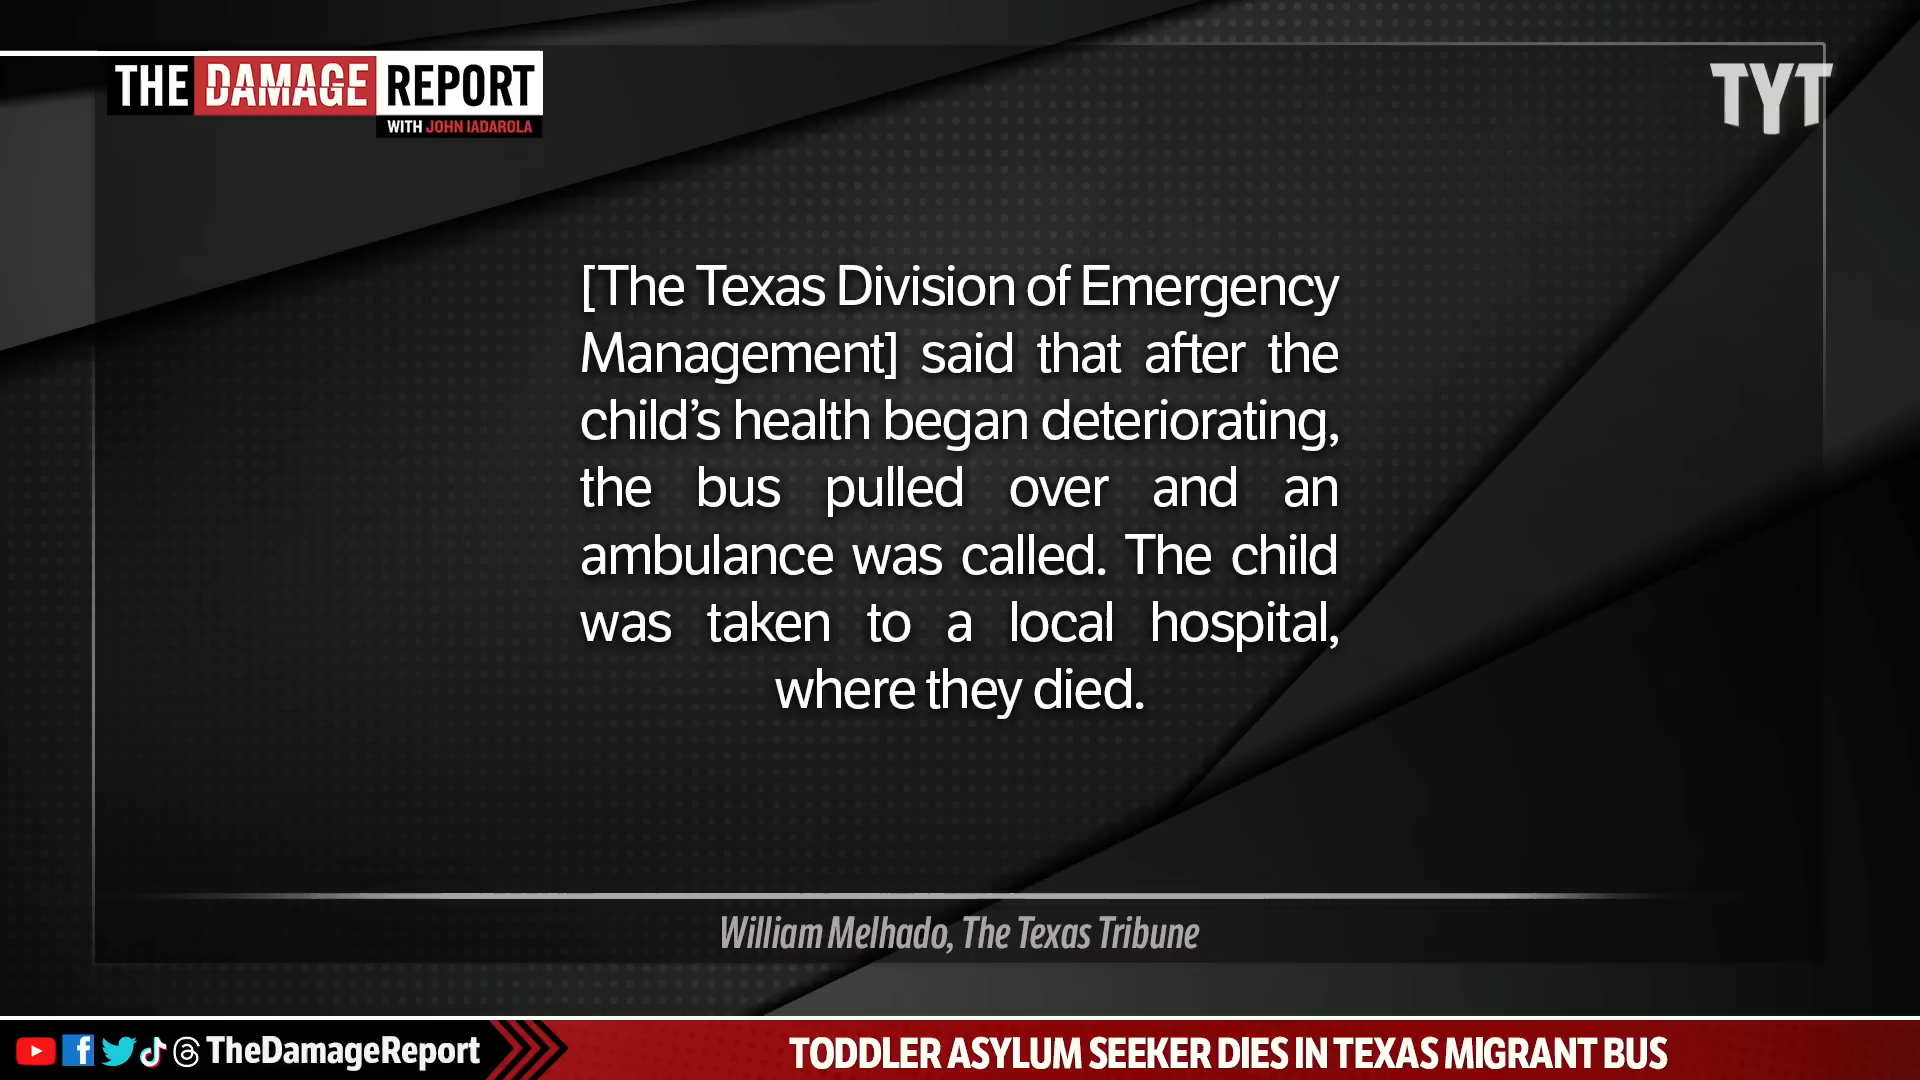 THE DAMAGE REPORT
WITH JOHN IADAROLA
TYT
[The Texas Division of Emergency
Management] said that after the
child’s health began deteriorating,
the bus pulled over and an
ambulance was called. The child
was taken to a local hospital,
where they died.
William Melhado, The Texas Tribune
TheDamageReport
TODDLER ASYLUM SEEKER DIES IN TEXAS MIGRANT BUS